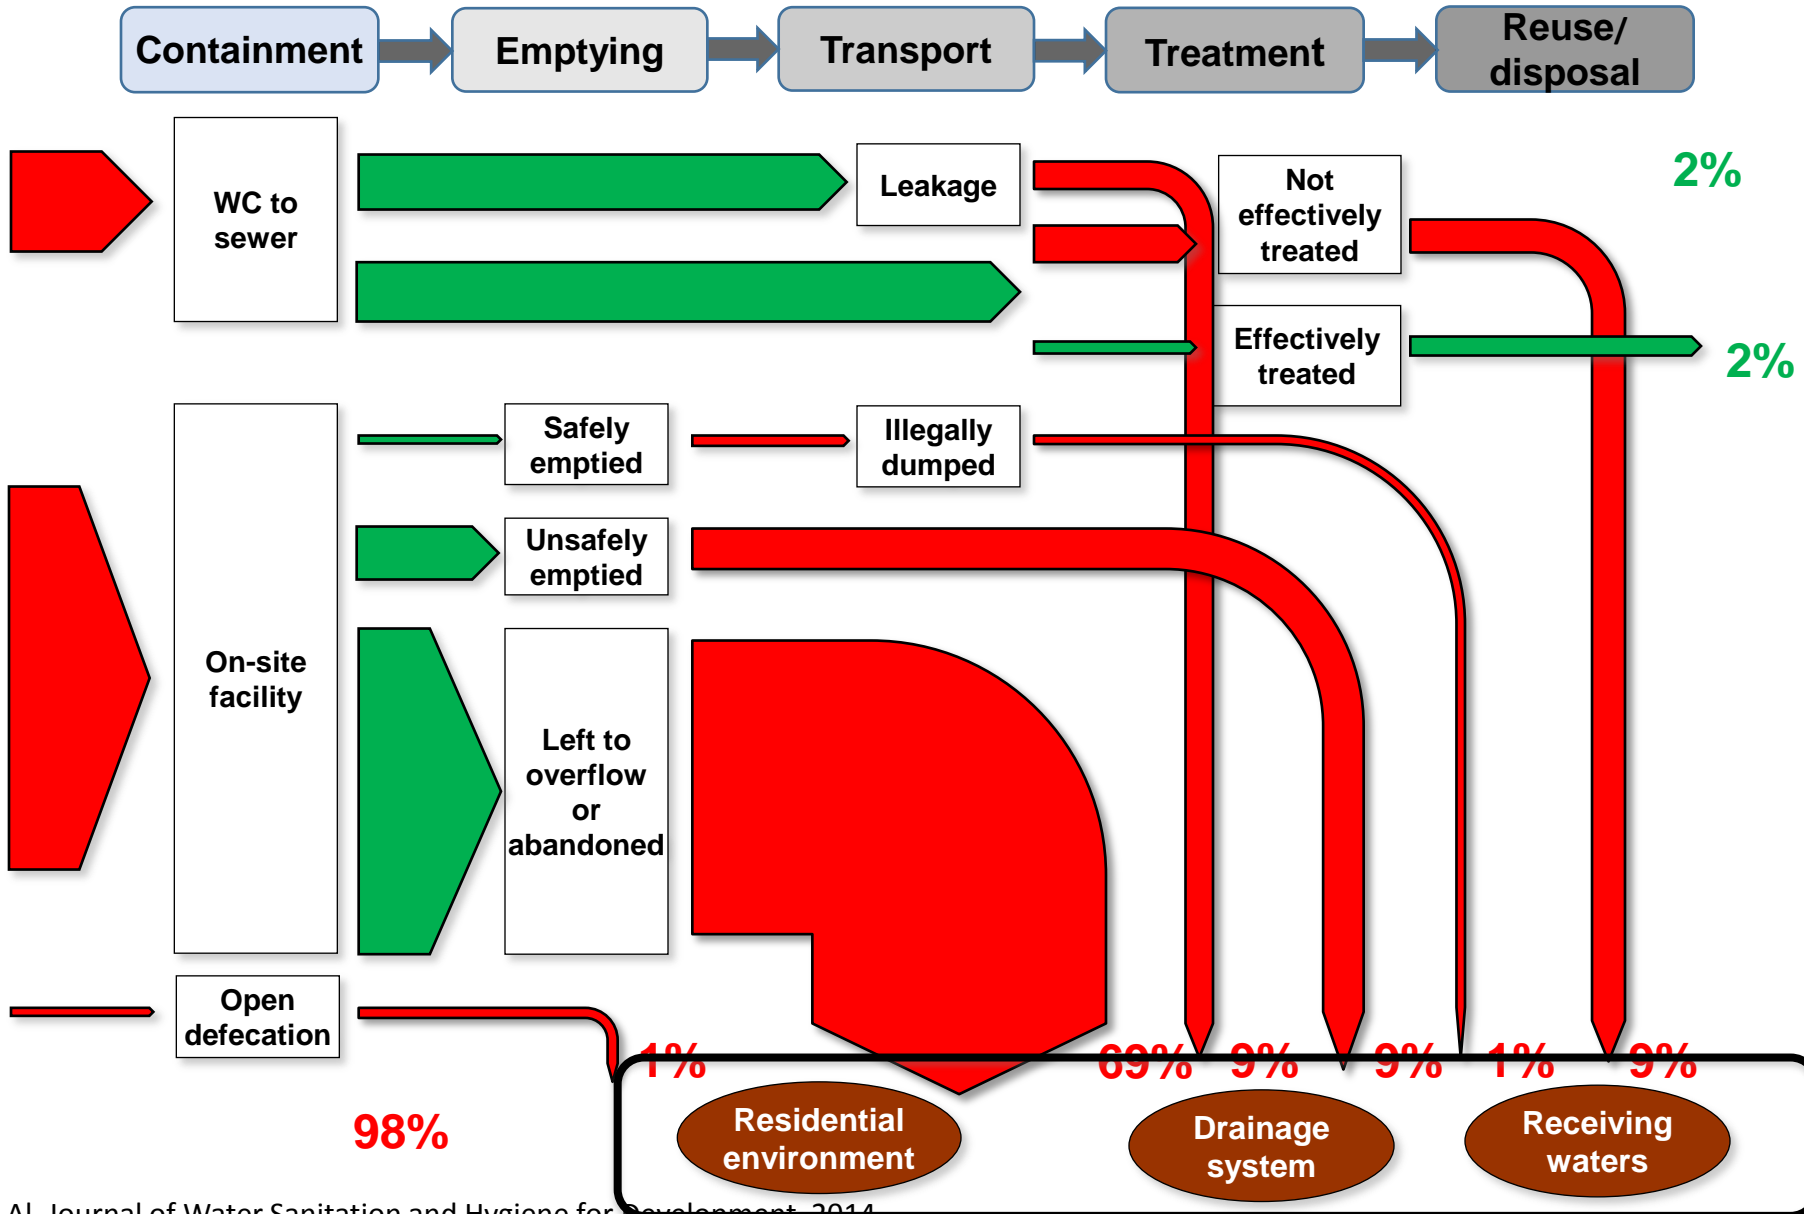 Containment
Emptying
Transport
Treatment
Reuse/
disposal
WC to
sewer
Leakage
Not
effectively
treated
2%
Effectively
treated
2%
On-site
facility
Safely
emptied
Illegally
dumped
Unsafely
emptied
Left to
overflow
or
abandoned
Open
defecation
1%
69%
9%
9%
1%
9%
98%
Residential
environment
Drainage
system
Receiving
waters
Al, Journal of Water Sanitation and Hygiene for Development, 2014